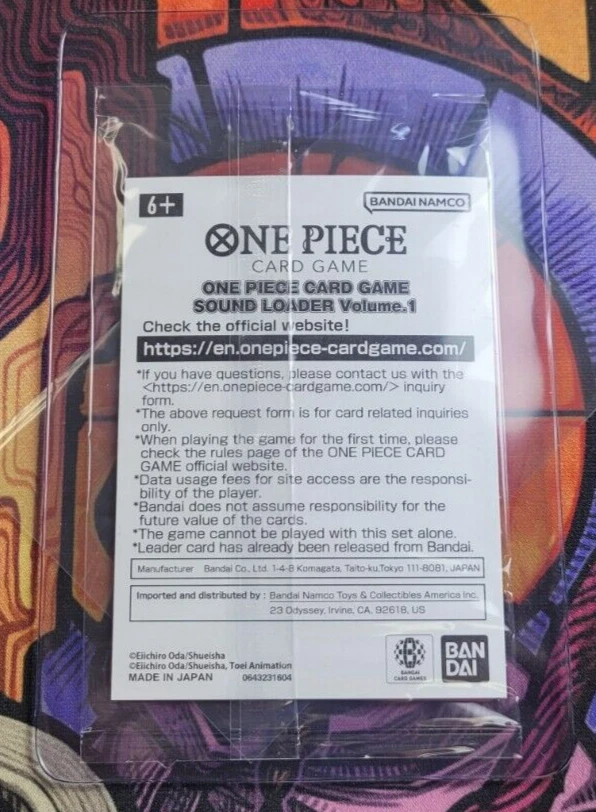 6+
BANDAI NAMCO
ONE PIECE
CARD GAME
ONE PIECE CARD GAME
SOUND LOADER Volume.1
Check the official website!
https://en.onepiece-cardgame.com/
*If you have questions, please contact us with the
<https://en.onepiece-cardgame.com/> inquiry
form.
*The above request form is for card related inquiries
only.
*When playing the game for the first time, please
check the rules page of the ONE PIECE CARD
GAME official website.
*Data usage fees for site access are the responsi-
bility of the player.
*Bandai does not assume responsibility for the
future value of the cards.
*The game cannot be played with this set alone.
*Leader card has already been released from Bandai.
Manufacturer Bandai Co., Ltd. 1-4-8 Komagata, Taito-ku,Tokyo 111-8081, JAPAN
Imported and distributed by : Bandai Namco Toys & Collectibles America Inc.
23 Odyssey, Irvine, CA, 92618, US
©Eiichiro Oda/Shueisha
©Eiichiro Oda/Shueisha, Toei Animation
MADE IN JAPAN 0643231604
BANDAI
CARD GAMES
BAN
DAI